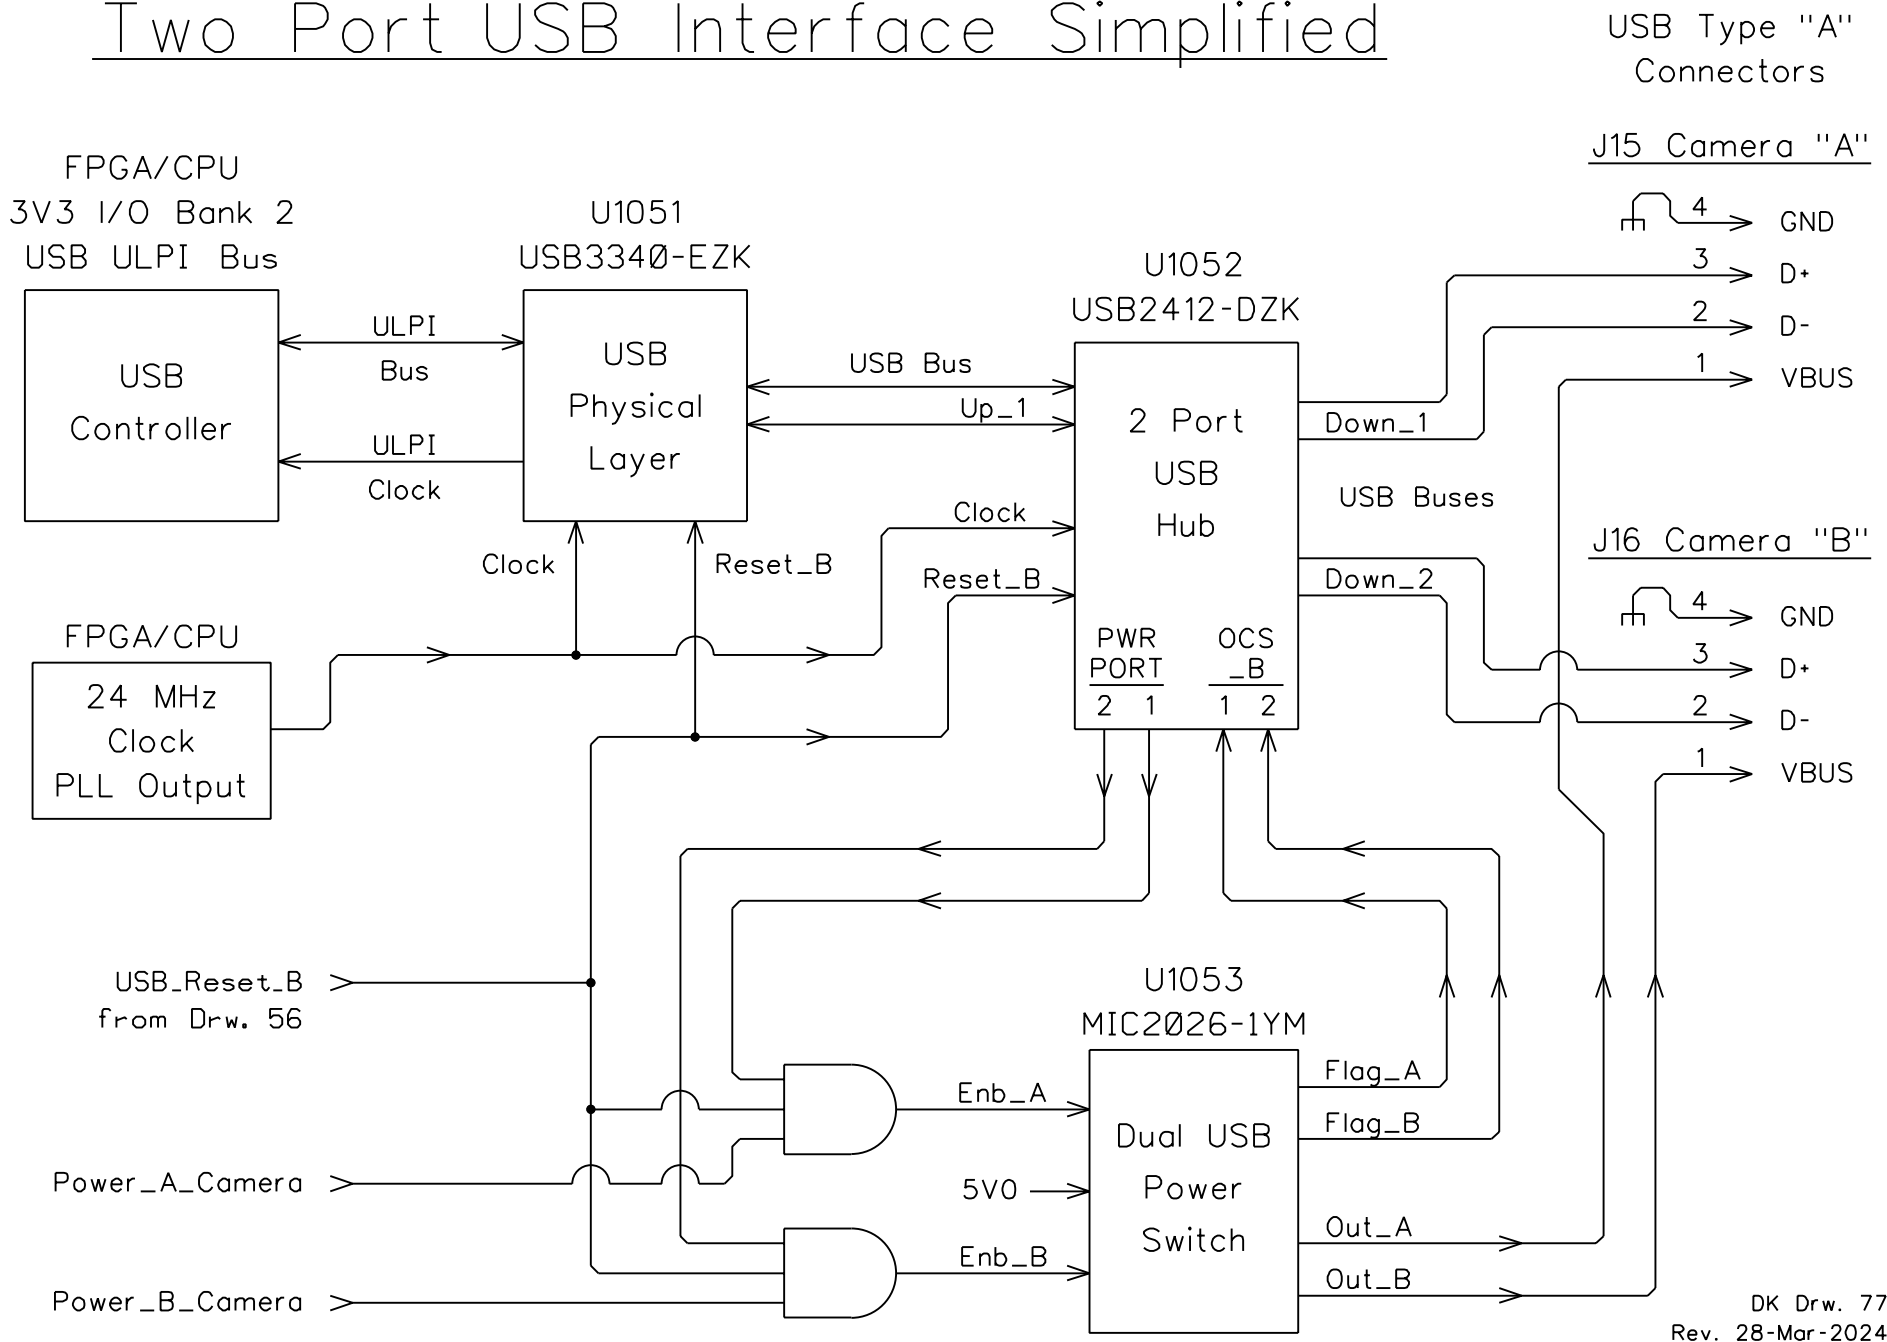 Two Port USB Interface Simplified
USB Type "A"
Connectors
J15 Camera "A"
4 GND
3 D+
2 D-
1 VBUS
FPGA/CPU
3V3 I/O Bank 2
USB ULPI Bus
USB
Controller
ULPI
Bus
ULPI
Clock
U1051
USB3340-EZK
USB
Physical
Layer
USB Bus
Up_1
Clock
Reset_B
Clock
Reset_B
U1052
USB2412-DZK
2 Port
USB
Hub
PWR
PORT
2 1
OCS
_B
1 2
Down_1
USB Buses
Down_2
J16 Camera "B"
4 GND
3 D+
2 D-
1 VBUS
FPGA/CPU
24 MHz
Clock
PLL Output
USB_Reset_B
from Drw. 56
Power_A_Camera
Power_B_Camera
Enb_A
5V0
Enb_B
U1053
MIC2026-1YM
Dual USB
Power
Switch
Flag_A
Flag_B
Out_A
Out_B
DK Drw. 77
Rev. 28-Mar-2024